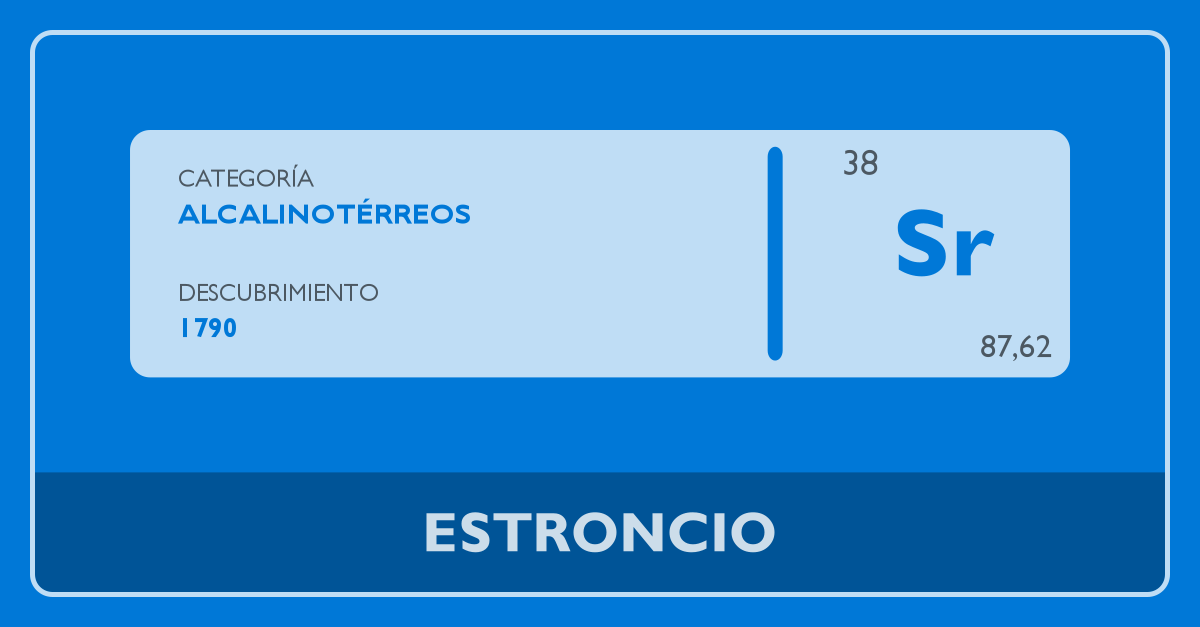 CATEGORÍA
ALCALINOTÉRREOS
DESCUBRIMIENTO
1790
38
Sr
87,62
ESTRONCIO